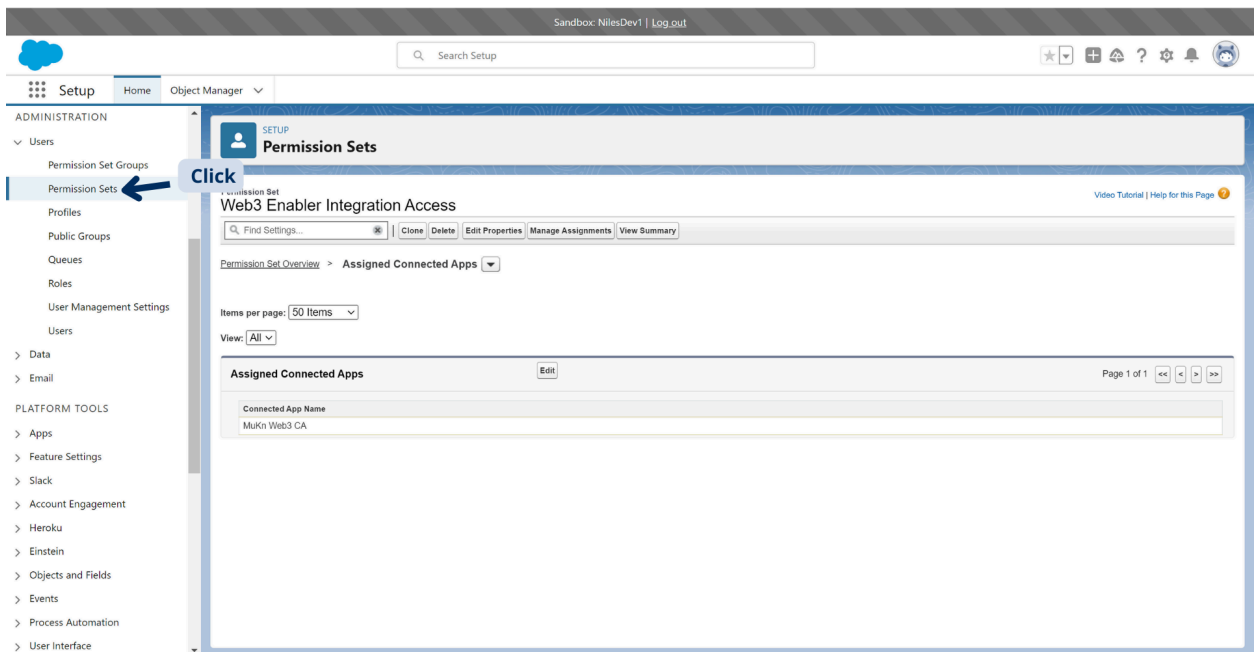 Sandbox: NilesDev1 | Log out
Search Setup
Setup Home Object Manager
ADMINISTRATION
Users
Permission Set Groups
Permission Sets
Profiles
Public Groups
Queues
Roles
User Management Settings
Users
Data
Email
PLATFORM TOOLS
Apps
Feature Settings
Slack
Account Engagement
Heroku
Einstein
Objects and Fields
Events
Process Automation
User Interface
Click
SETUP
Permission Sets
Permission Set
Web3 Enabler Integration Access
Video Tutorial | Help for this Page
Find Settings... | Clone Delete Edit Properties Manage Assignments View Summary
Permission Set Overview > Assigned Connected Apps
Items per page: 50 Items
View: All
Assigned Connected Apps Edit Page 1 of 1 << < > >>
Connected App Name
MuKn Web3 CA